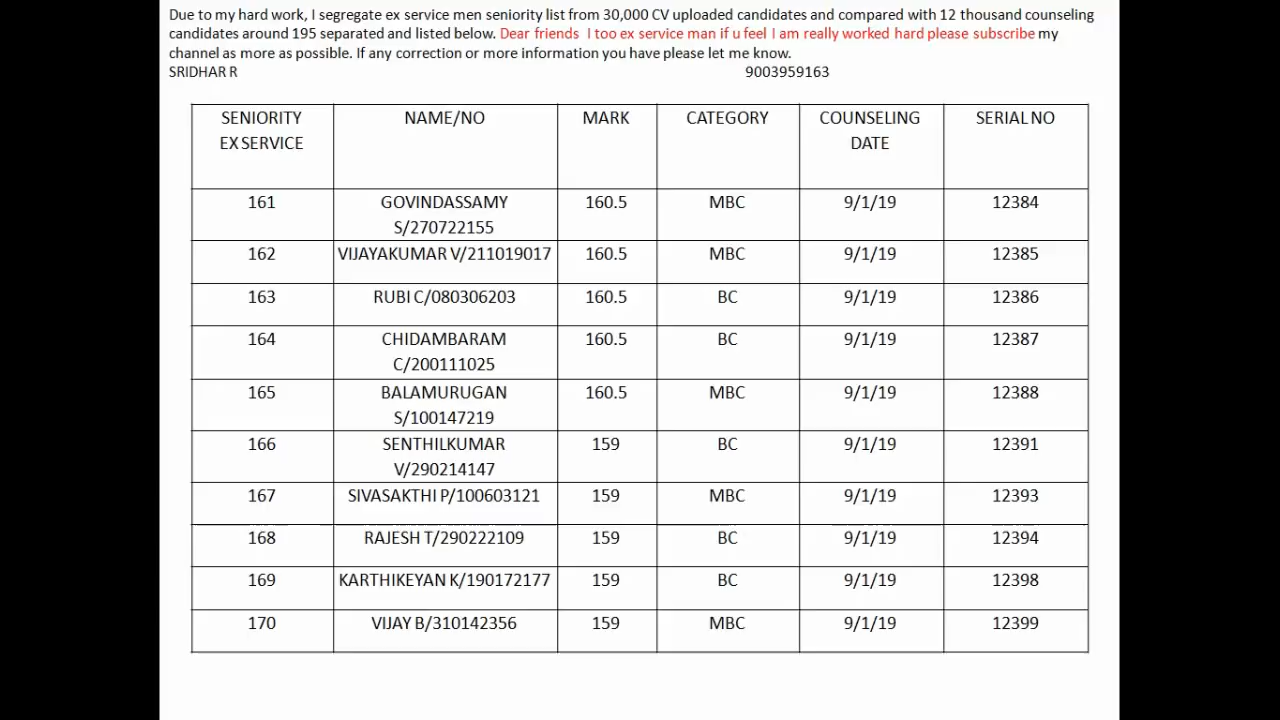 Due to my hard work, I segregate ex service men seniority list from 30,000 CV uploaded candidates and compared with 12 thousand counseling
candidates around 195 separated and listed below. Dear friends I too ex service man if u feel I am really worked hard please subscribe my
channel as more as possible. If any correction or more information you have please let me know.
SRIDHAR R 9003959163
SENIORITY NAME/NO MARK CATEGORY COUNSELING SERIAL NO
EX SERVICE DATE
161 GOVINDASSAMY 160.5 MBC 9/1/19 12384
S/270722155
162 VIJAYAKUMAR V/211019017 160.5 MBC 9/1/19 12385
163 RUBI C/080306203 160.5 BC 9/1/19 12386
164 CHIDAMBARAM 160.5 BC 9/1/19 12387
C/200111025
165 BALAMURUGAN 160.5 MBC 9/1/19 12388
S/100147219
166 SENTHILKUMAR 159 BC 9/1/19 12391
V/290214147
167 SIVASAKTHI P/100603121 159 MBC 9/1/19 12393
168 RAJESH T/290222109 159 BC 9/1/19 12394
169 KARTHIKEYAN K/190172177 159 BC 9/1/19 12398
170 VIJAY B/310142356 159 MBC 9/1/19 12399